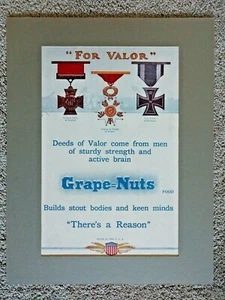 "FOR VALOR"
Deeds of Valor come from men
of sturdy strength and
active brain
Grape-Nuts
FOOD
Builds stout bodies and keen minds
"There's a Reason"